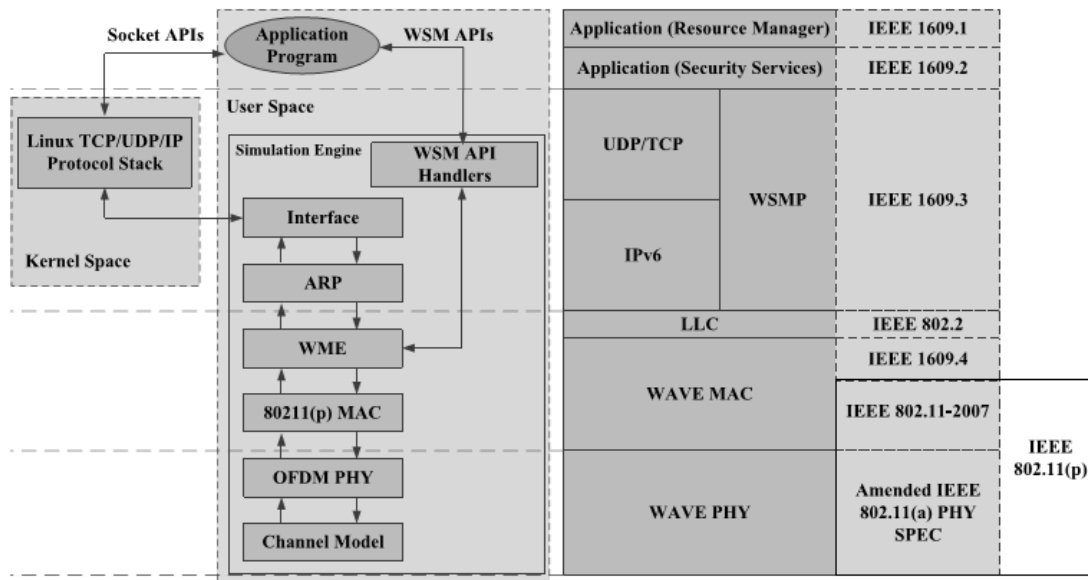 Socket APIs
Application
Program
WSM APIs
User Space
Linux TCP/UDP/IP
Protocol Stack
Kernel Space
Simulation Engine
WSM API
Handlers
Interface
ARP
WME
80211(p) MAC
OFDM PHY
Channel Model
Application (Resource Manager)
IEEE 1609.1
Application (Security Services)
IEEE 1609.2
UDP/TCP
WSMP
IEEE 1609.3
IPv6
LLC
IEEE 802.2
WAVE MAC
IEEE 1609.4
IEEE 802.11-2007
IEEE
802.11(p)
WAVE PHY
Amended IEEE
802.11(a) PHY
SPEC